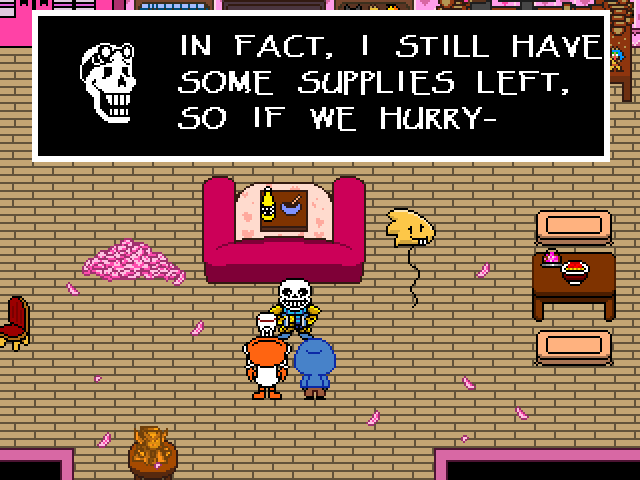 IN FACT, I STILL HAVE
SOME SUPPLIES LEFT,
SO IF WE HURRY-